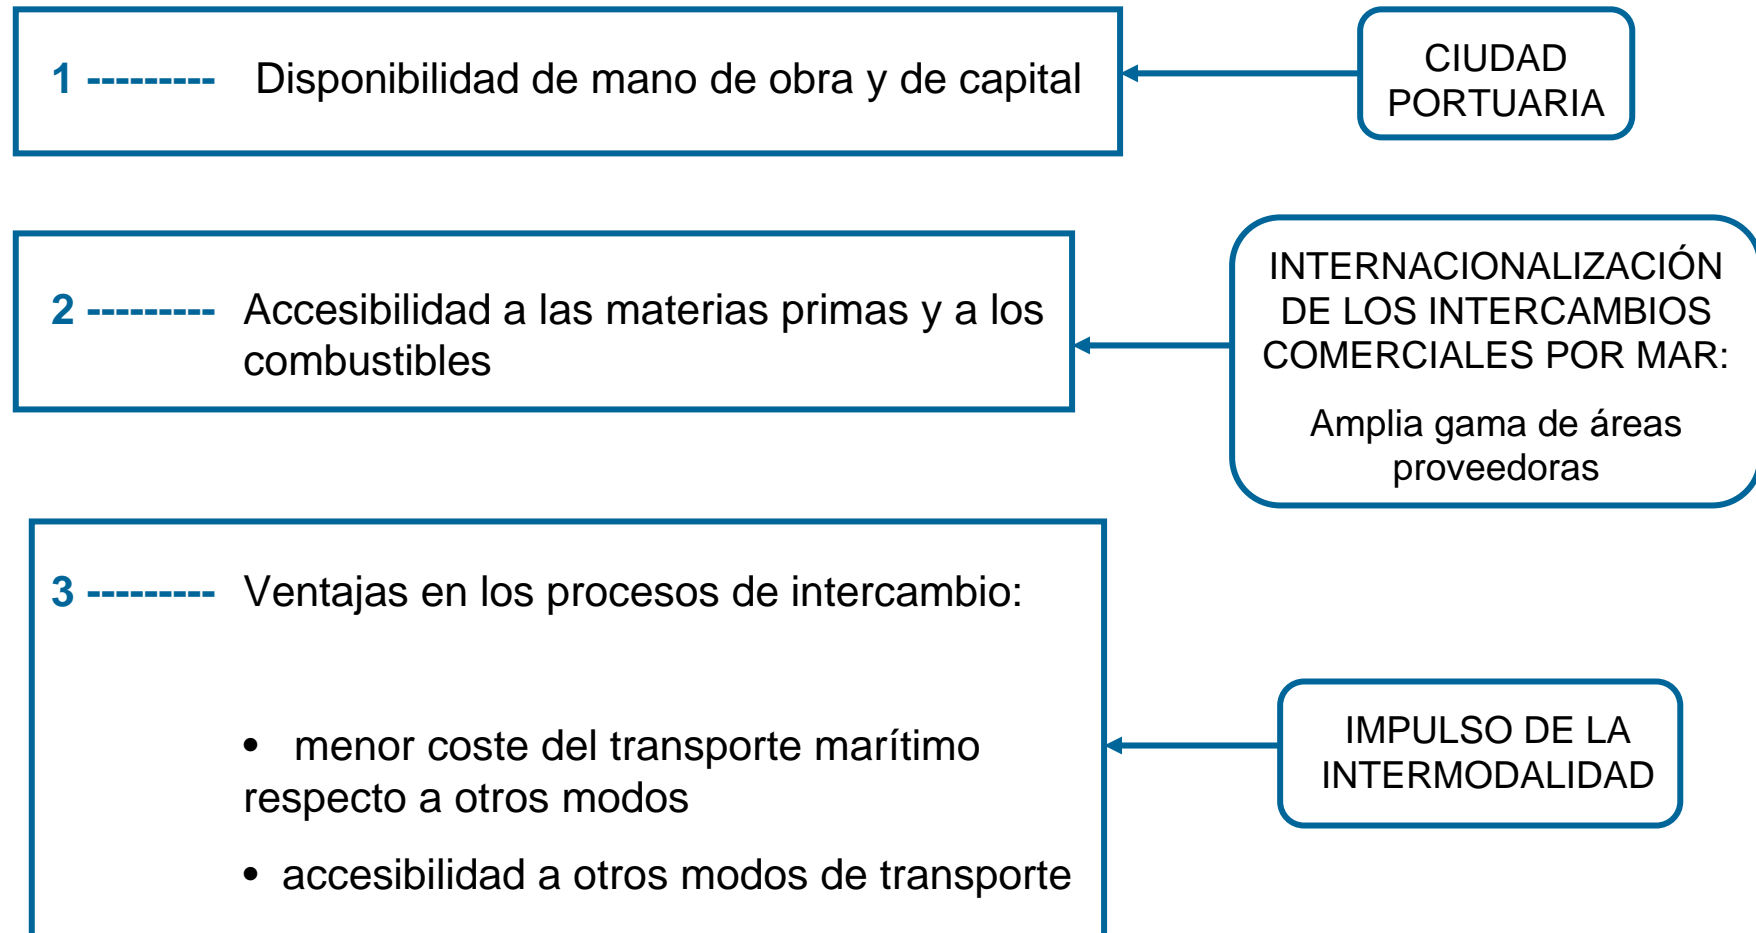 1 --------- Disponibilidad de mano de obra y de capital
CIUDAD
PORTUARIA
2 --------- Accesibilidad a las materias primas y a los
combustibles
INTERNACIONALIZACIÓN
DE LOS INTERCAMBIOS
COMERCIALES POR MAR:
Amplia gama de áreas
proveedoras
3 --------- Ventajas en los procesos de intercambio:
• menor coste del transporte marítimo
respecto a otros modos
• accesibilidad a otros modos de transporte
IMPULSO DE LA
INTERMODALIDAD